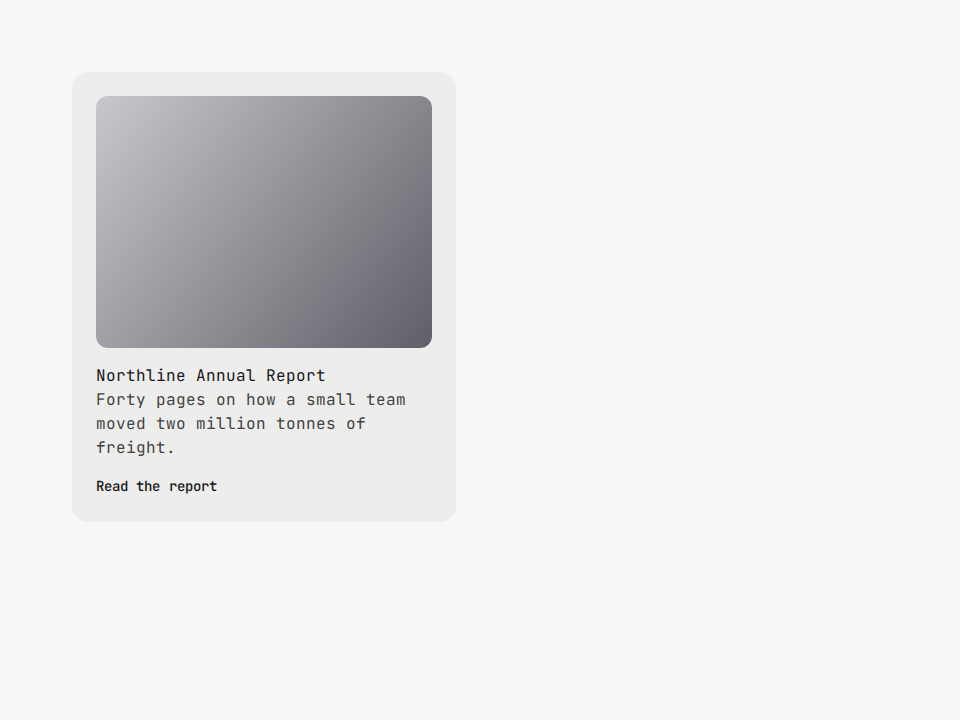 Northline Annual Report
Forty pages on how a small team
moved two million tonnes of
freight.
Read the report